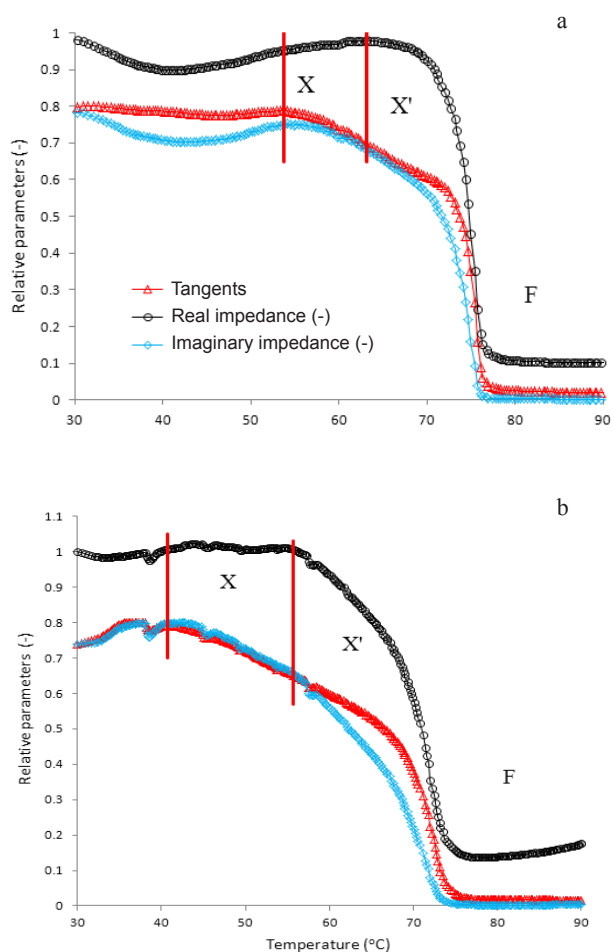 a
1
0.9
0.8
0.7
0.6
0.5
0.4
0.3
0.2
0.1
0
Relative parameters (-)
X
X'
F
Tangents
Real impedance (-)
Imaginary impedance (-)
30 40 50 60 70 80 90
b
1.1
1
0.9
0.8
0.7
0.6
0.5
0.4
0.3
0.2
0.1
0
Relative parameters (-)
X
X'
F
30 40 50 60 70 80 90
Temperature (°C)